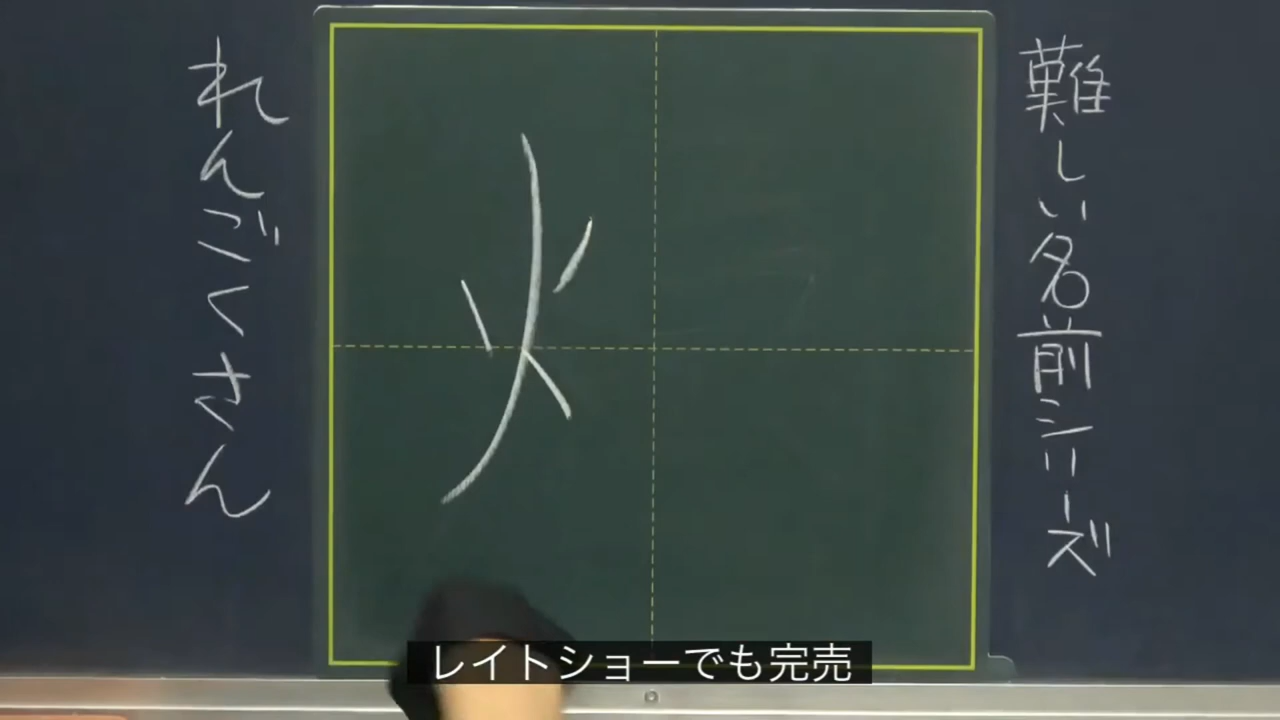 難しい名前シリーズ
火
れんごくさん
レイトショーでも完売